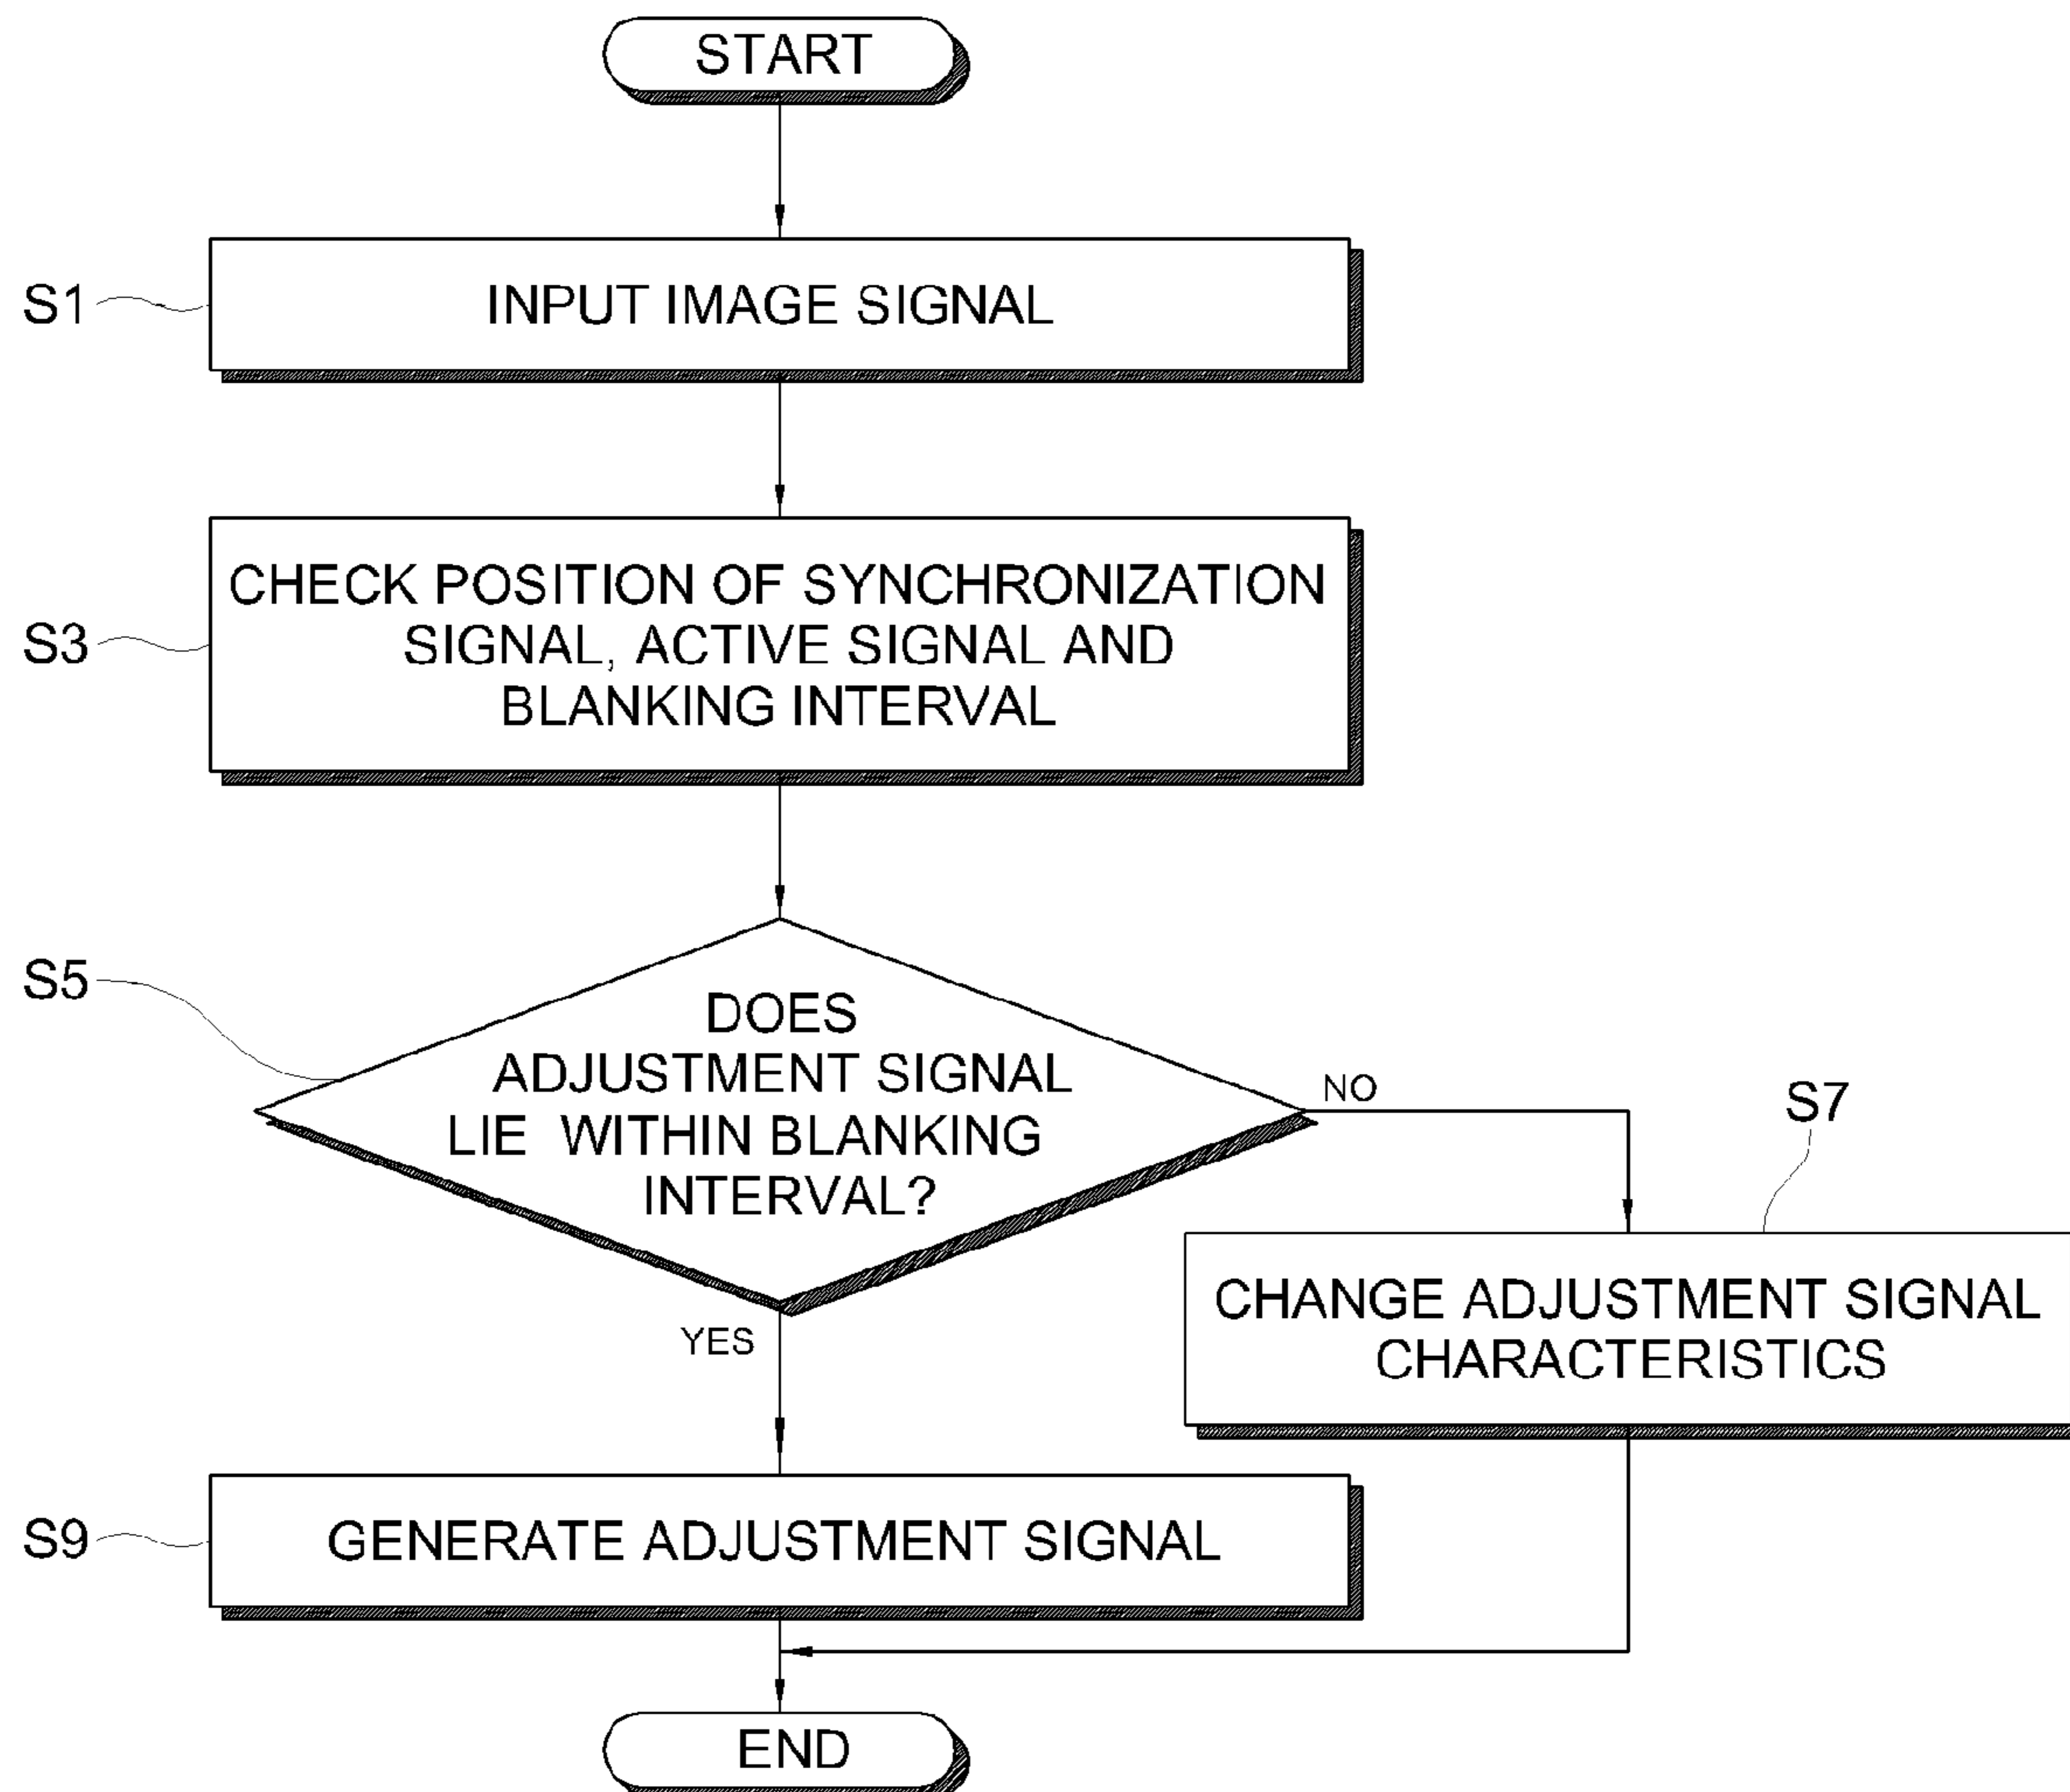 START
S1
INPUT IMAGE SIGNAL
S3
CHECK POSITION OF SYNCHRONIZATION
SIGNAL, ACTIVE SIGNAL AND
BLANKING INTERVAL
S5
DOES
ADJUSTMENT SIGNAL
LIE WITHIN BLANKING
INTERVAL?
NO
S7
CHANGE ADJUSTMENT SIGNAL
CHARACTERISTICS
YES
S9
GENERATE ADJUSTMENT SIGNAL
END